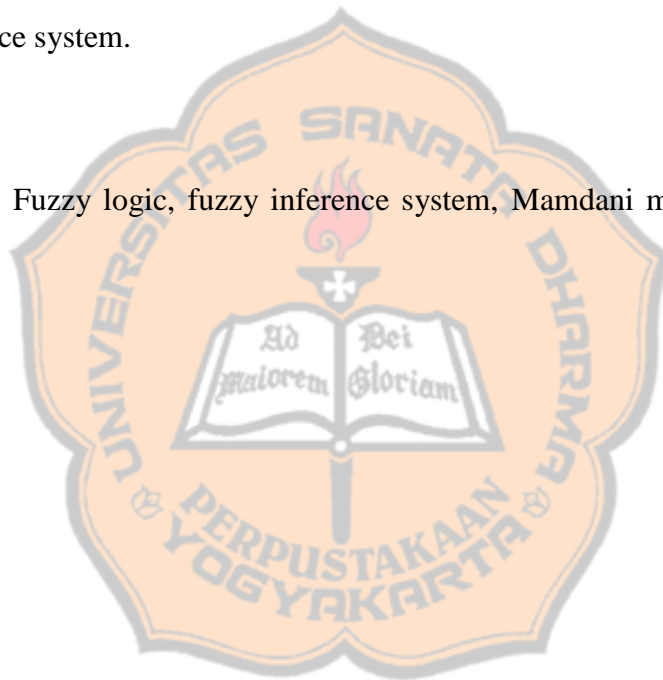 ce system.
UNIVERSITAS SANATA DHARMA
Fuzzy logic, fuzzy inference system, Mamdani m
Ad Dei
Maiorem Gloriam
PERPUSTAKAAN
YOGYAKARTA